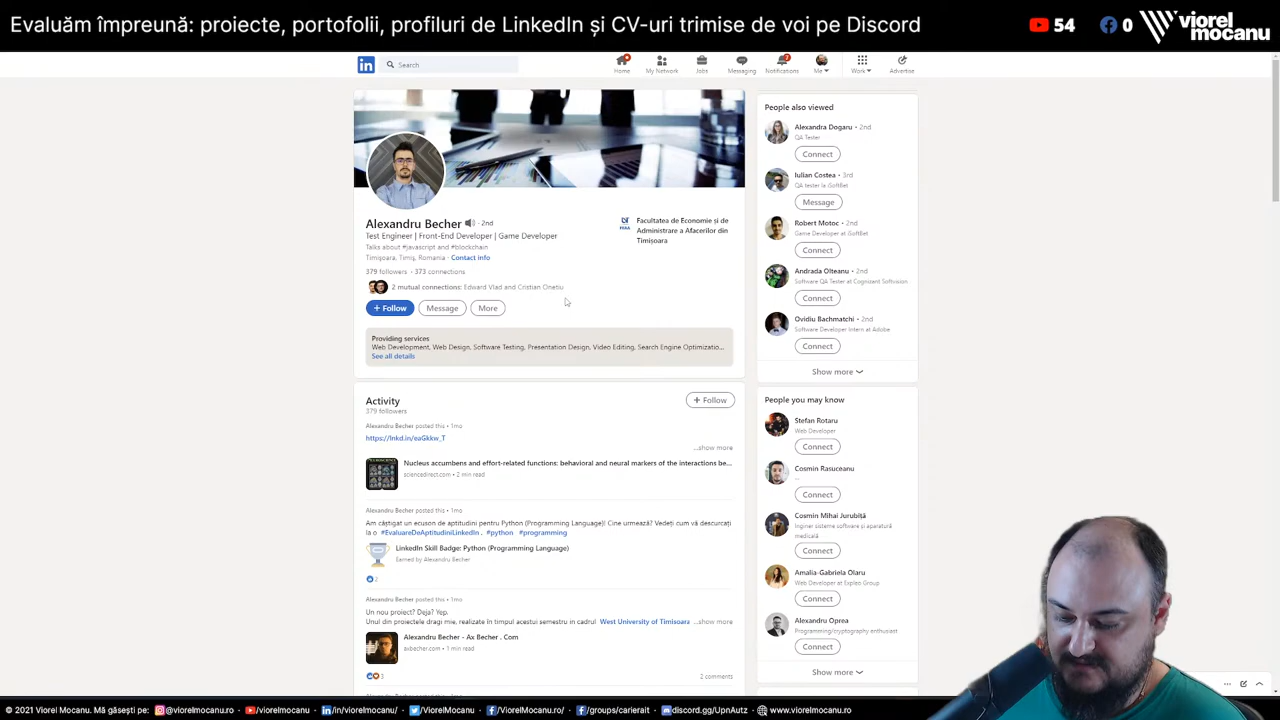 Evaluăm împreună: proiecte, portofolii, profiluri de LinkedIn și CV-uri trimise de voi pe Discord
54
0
viorel
mocanu
in
Search
Home
My Network
Jobs
Messaging
2
Notifications
Me
Work
Advertise
Alexandru Becher · 2nd
Test Engineer | Front-End Developer | Game Developer
Talks about #javascript and #blockchain
Timișoara, Timiș, Romania · Contact info
379 followers · 373 connections
2 mutual connections: Edward Vlad and Cristian Onetiu
+ Follow
Message
More
Facultatea de Economie și de
Administrare a Afacerilor din
Timișoara
Providing services
Web Development, Web Design, Software Testing, Presentation Design, Video Editing, Search Engine Optimizatio...
See all details
Activity
379 followers
+ Follow
Alexandru Becher posted this • 1mo
https://lnkd.in/eaGkkw_T
...show more
Nucleus accumbens and effort-related functions: behavioral and neural markers of the interactions be...
sciencedirect.com • 2 min read
Alexandru Becher posted this • 1mo
Am câștigat un ecuson de aptitudini pentru Python (Programming Language)! Cine urmează? Vedeți cum vă descurcați
la o #EvaluareDeAptitudiniLinkedIn. #python #programming
LinkedIn Skill Badge: Python (Programming Language)
Earned by Alexandru Becher
2
Alexandru Becher posted this • 1mo
Un nou proiect? Deja? Yep.
Unul din proiectele dragi mie, realizate în timpul acestui semestru in cadrul West University of Timisoara ...show more
Alexandru Becher - Ax Becher . Com
axbecher.com • 1 min read
3
2 comments
People also viewed
Alexandra Dogaru • 2nd
QA Tester
Connect
Iulian Costea • 3rd
QA tester la iSoftBet
Message
Robert Motoc • 2nd
Game Developer at iSoftBet
Connect
Andrada Olteanu • 2nd
Software QA Tester at Cognizant Softvision
Connect
Ovidiu Bachmatchi • 2nd
Software Developer Intern at Adobe
Connect
Show more
People you may know
Stefan Rotaru
Web Developer
Connect
Cosmin Rasuceanu
--
Connect
Cosmin Mihai Jurubiță
Inginer sisteme software și aparatură
medicală
Connect
Amalia-Gabriela Olaru
Web Developer at Expleo Group
Connect
Alexandru Oprea
Programming/cryptography enthusiast
Connect
Show more
© 2021 Viorel Mocanu. Mă găsești pe: @viorelmocanu.ro /viorelmocanu in/viorelmocanu/ /ViorelMocanu /ViorelMocanu.ro /groups/carierait discord.gg/UpnAutz www.viorelmocanu.ro